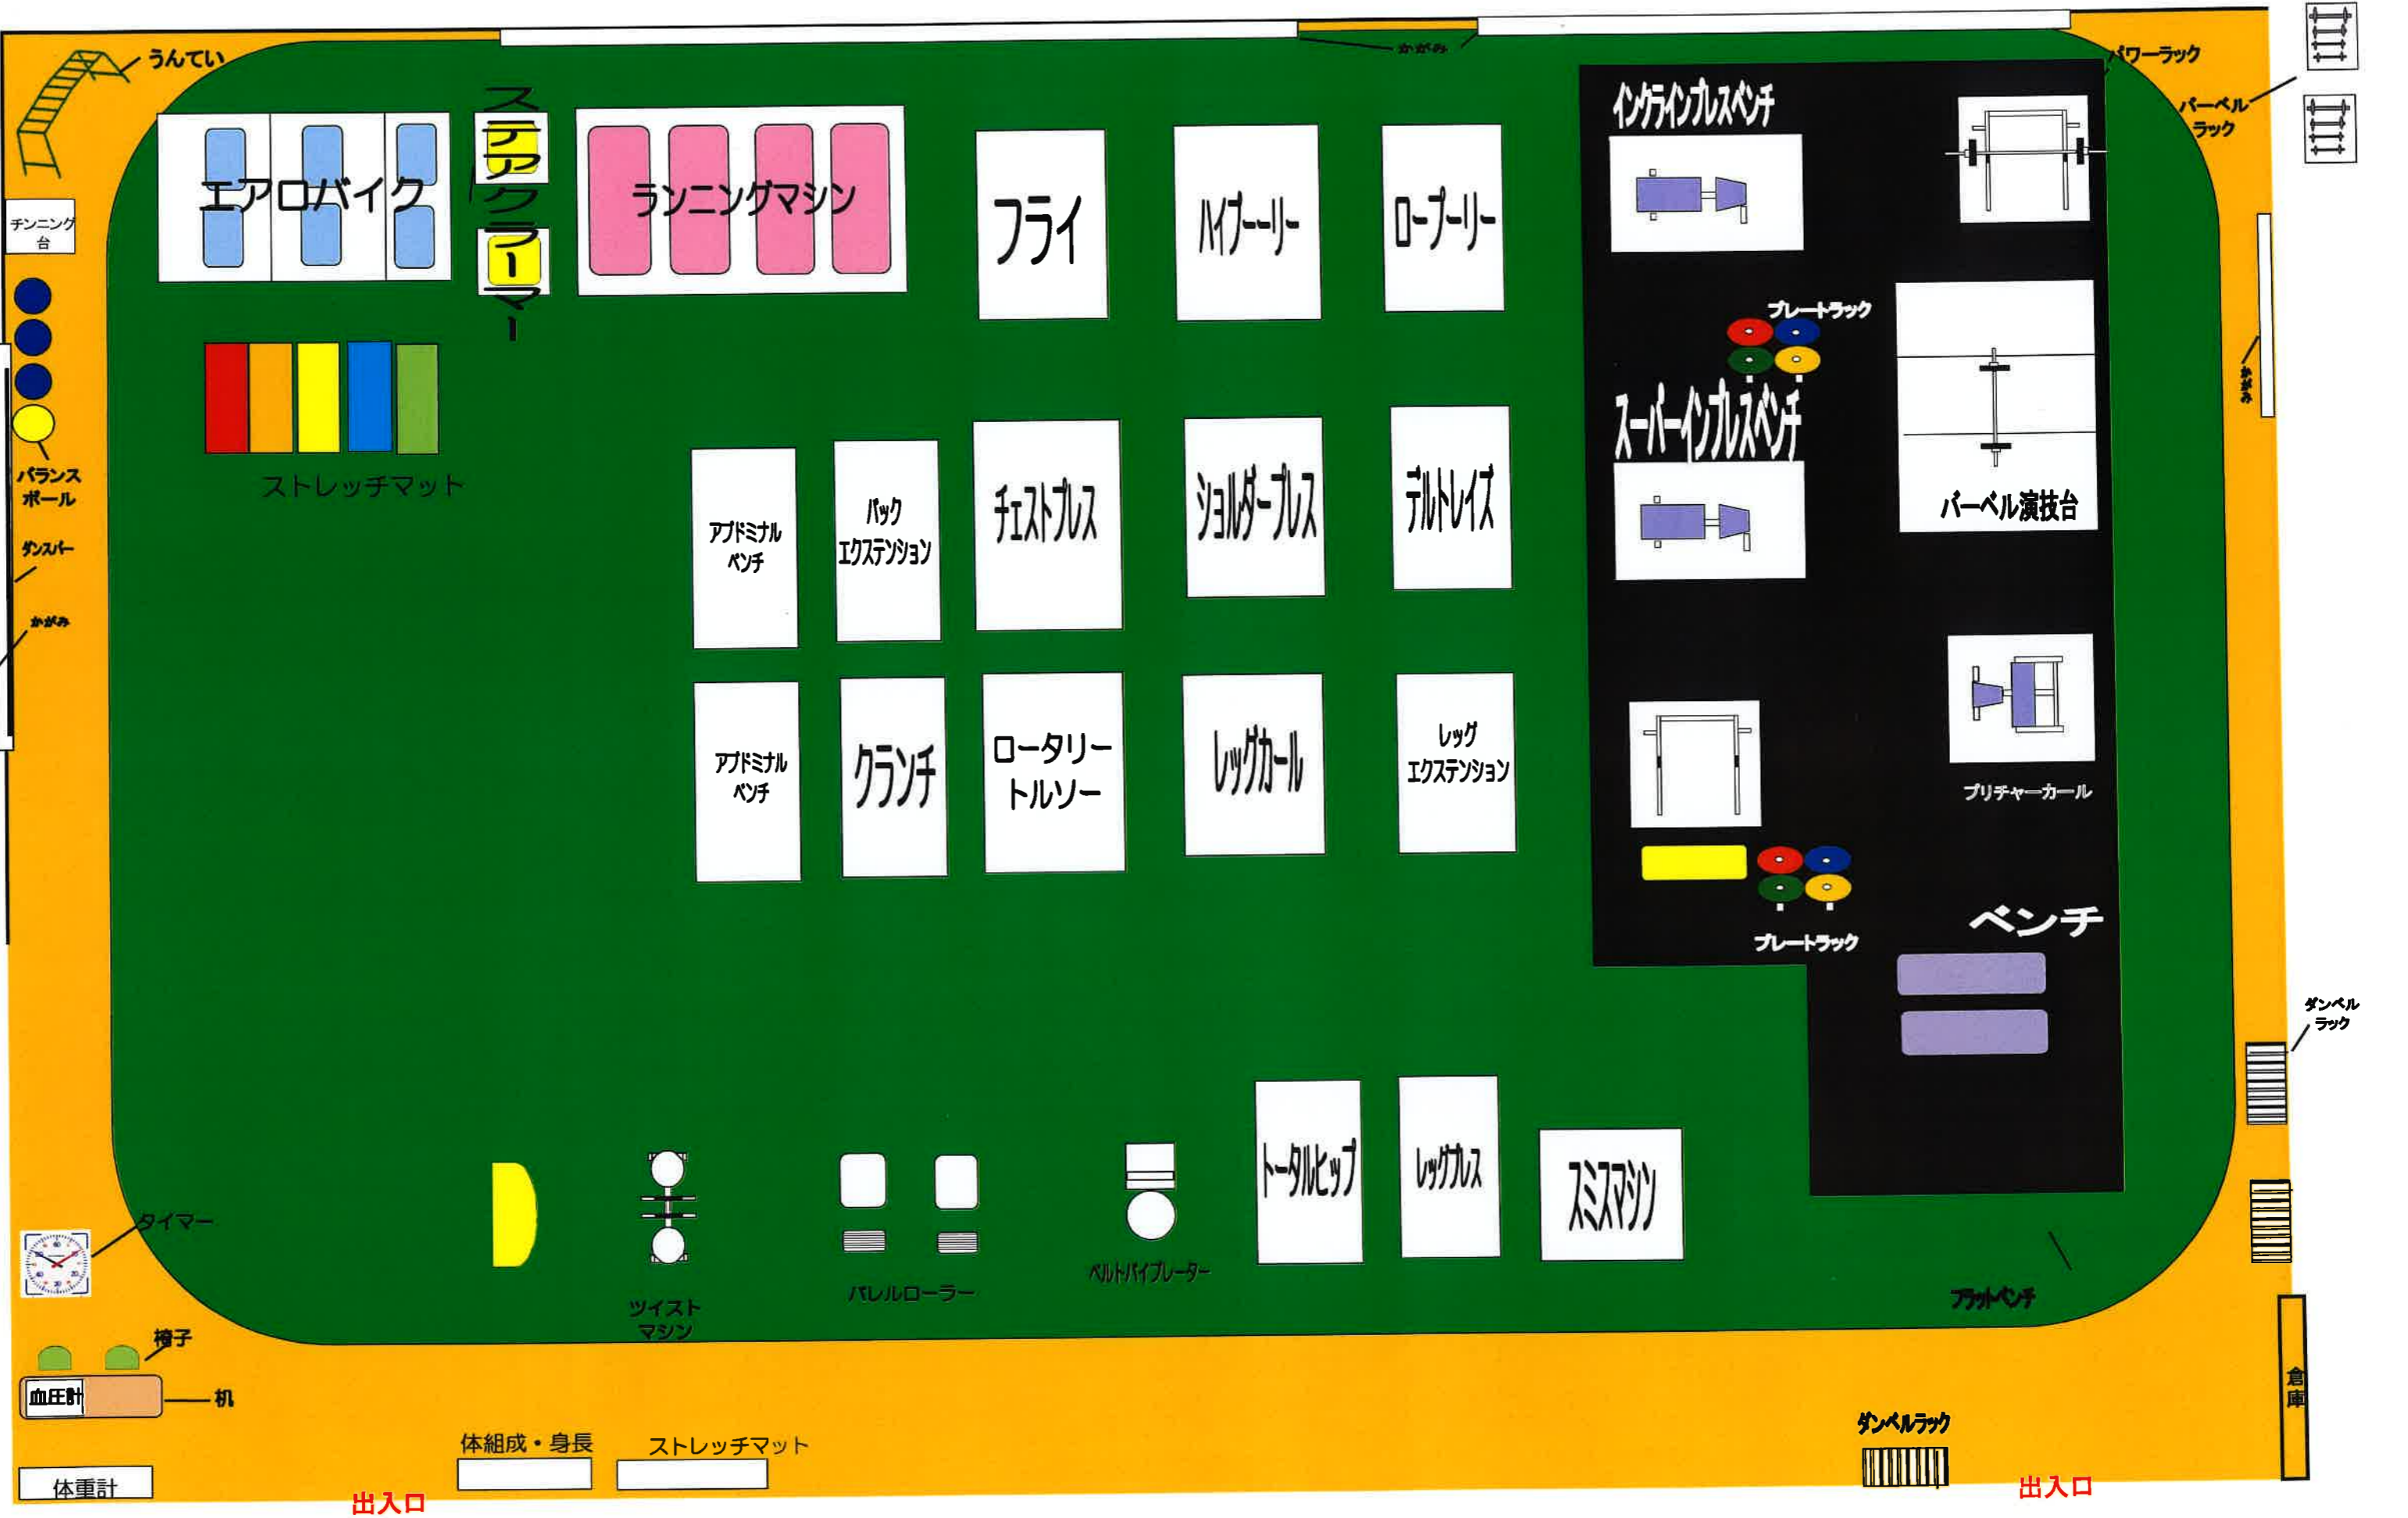 うんてい
かがみ
パワーラック
バーベル
ラック
ステアクラーマー
インクラインプレスベンチ
エアロバイク
ランニングマシン
フライ
ハイプーーリー
ロープーリー
チンニング
台
プレートラック
かがみ
スーパーインプレスベンチ
バランス
ボール
ストレッチマット
アブドミナル
ベンチ
バック
エクステンション
チェストプレス
ショルダープレス
デルトレイズ
バーベル演技台
ダンスバー
かがみ
アブドミナル
ベンチ
クランチ
ロータリー
トルソー
レッグカール
レッグ
エクステンション
プリチャーカール
プレートラック
ベンチ
ダンベル
ラック
トータルヒップ
レッグプレス
スミスマシン
タイマー
ツイスト
マシン
バレルローラー
ベルトバイブレーター
フラットベンチ
椅子
血圧計
机
倉庫
体組成・身長
ストレッチマット
ダンベルラック
体重計
出入口
出入口